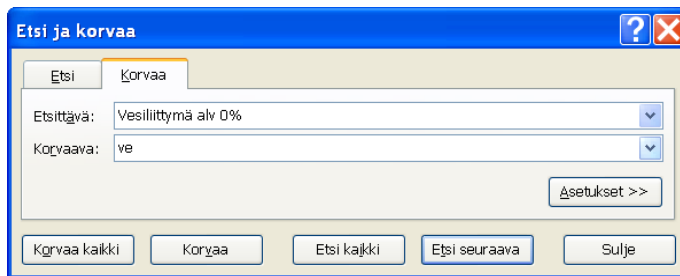 Etsi ja korvaa
Etsi Korvaa
Etsittävä: Vesiliittymä alv 0%
Korvaava: ve
Asetukset >>
Korvaa kaikki Korvaa Etsi kaikki Etsi seuraava Sulje